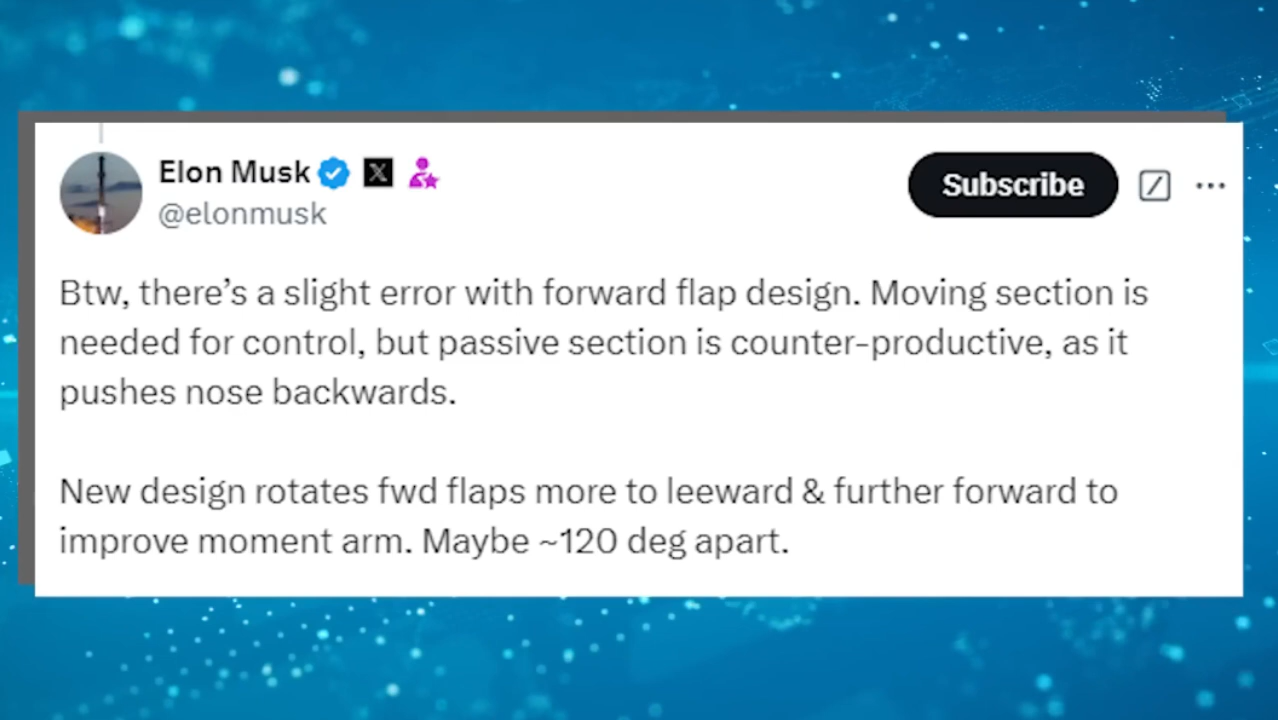 Elon Musk
@elonmusk
Subscribe
Btw, there’s a slight error with forward flap design. Moving section is
needed for control, but passive section is counter-productive, as it
pushes nose backwards.
New design rotates fwd flaps more to leeward & further forward to
improve moment arm. Maybe ~120 deg apart.